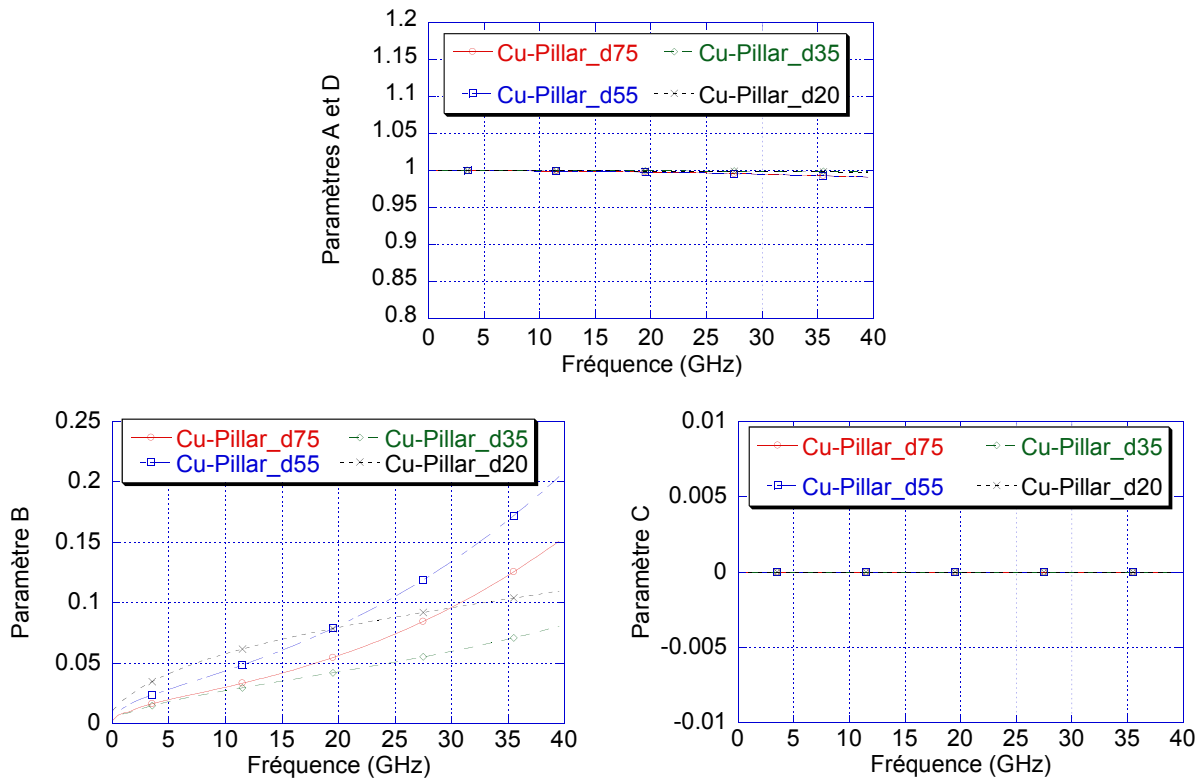 1.2
1.15
1.1
1.05
1
0.95
0.9
0.85
0.8
Paramètres A et D
Cu-Pillar_d75 Cu-Pillar_d35
Cu-Pillar_d55 Cu-Pillar_d20
0 5 10 15 20 25 30 35 40
Fréquence (GHz)
0.25
0.2
0.15
0.1
0.05
0
Paramètre B
Cu-Pillar_d75 Cu-Pillar_d35
Cu-Pillar_d55 Cu-Pillar_d20
0 5 10 15 20 25 30 35 40
Fréquence (GHz)
0.01
0.005
0
-0.005
-0.01
Paramètre C
Cu-Pillar_d75 Cu-Pillar_d35
Cu-Pillar_d55 Cu-Pillar_d20
0 5 10 15 20 25 30 35 40
Fréquence (GHz)